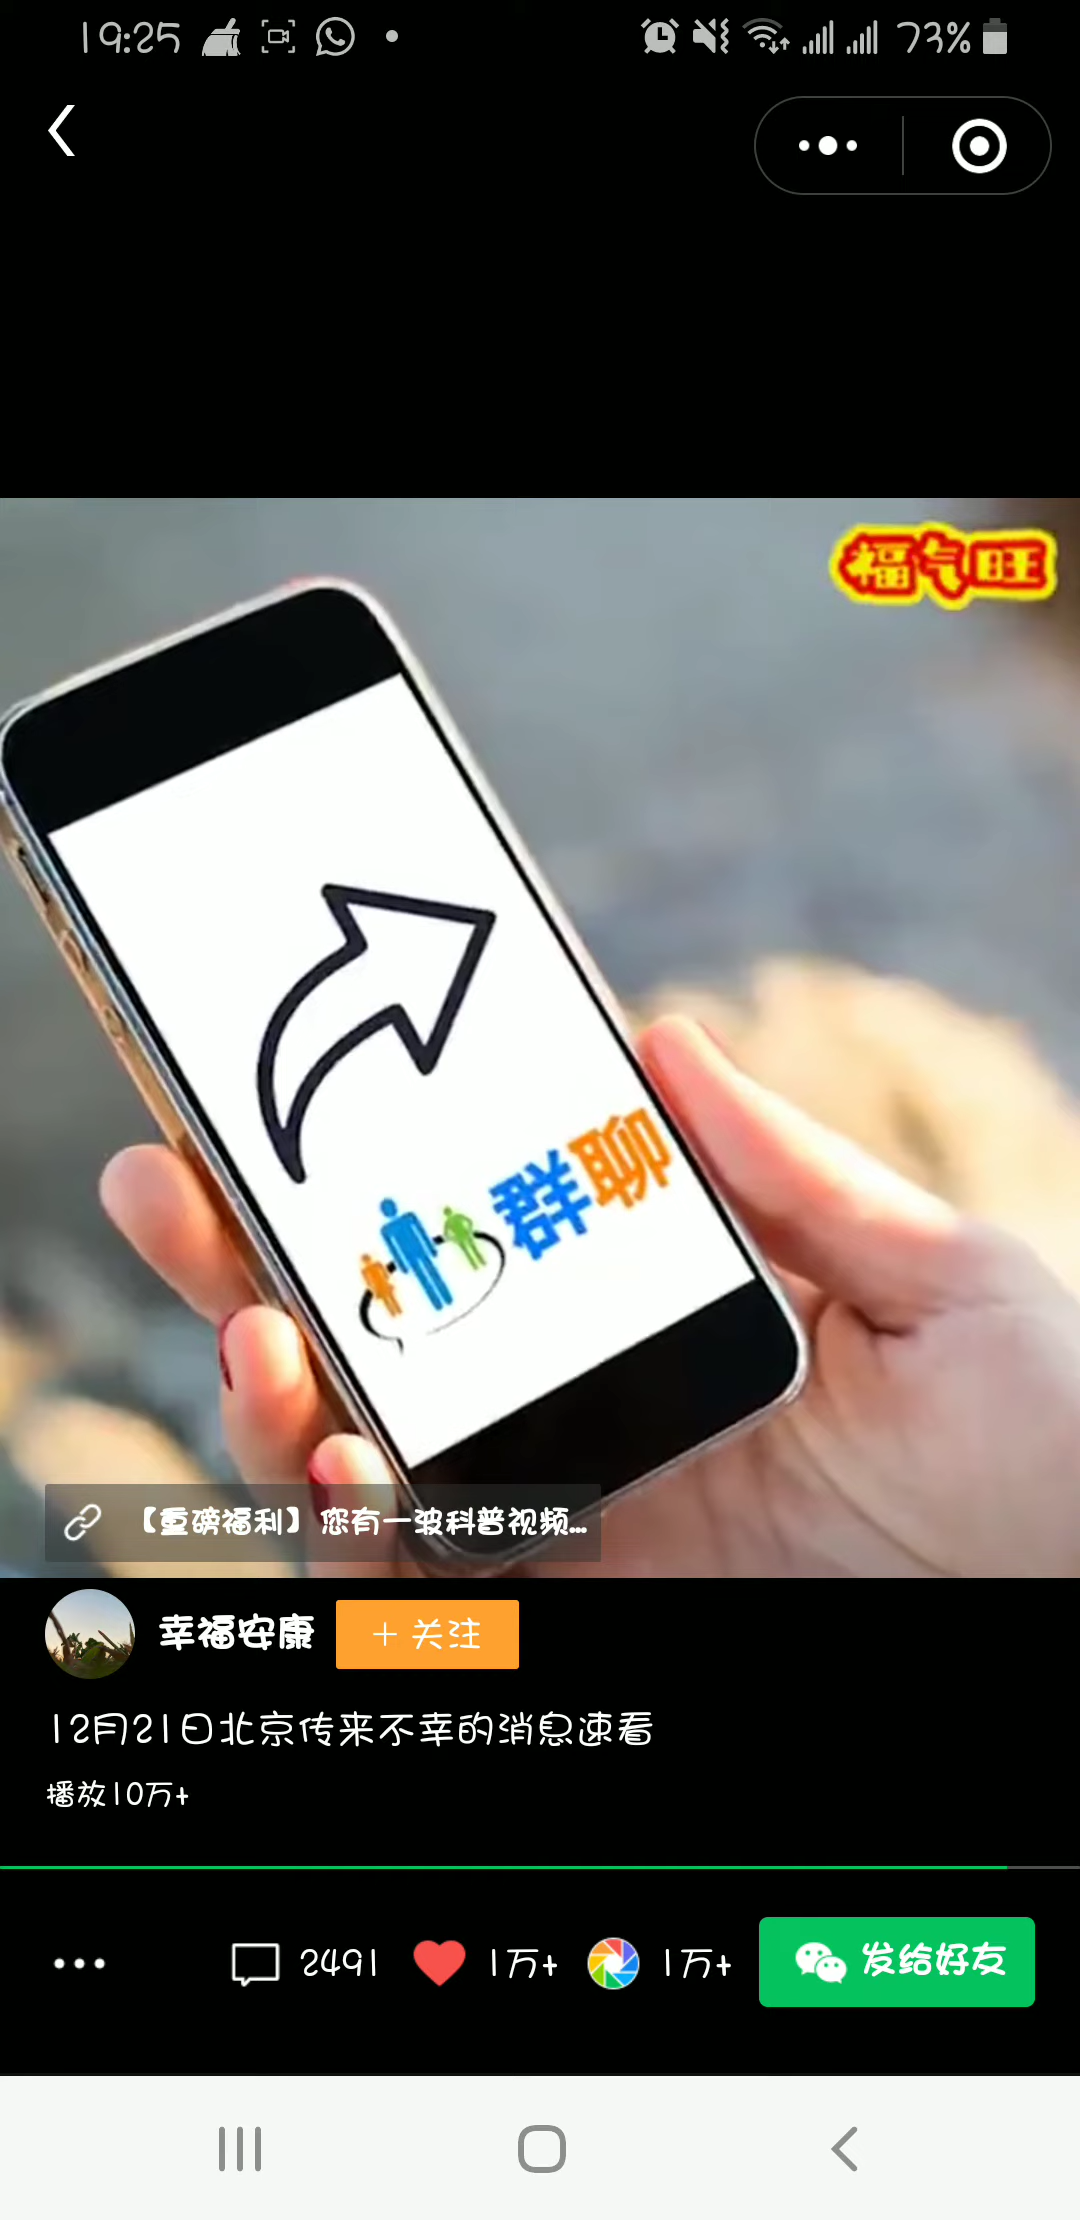 19:25
73%
福气旺
群聊
【重磅福利】您有一波科普视频...
幸福安康
+ 关注
12月21日北京传来不幸的消息速看
播放10万+
2491
1万+
1万+
发给好友